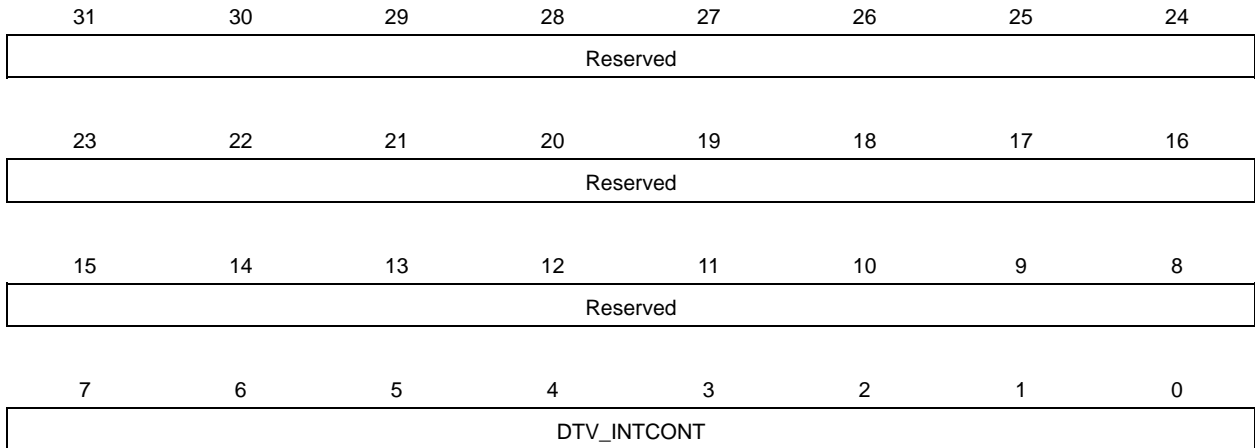 31 30 29 28 27 26 25 24
Reserved
23 22 21 20 19 18 17 16
Reserved
15 14 13 12 11 10 9 8
Reserved
7 6 5 4 3 2 1 0
DTV_INTCONT